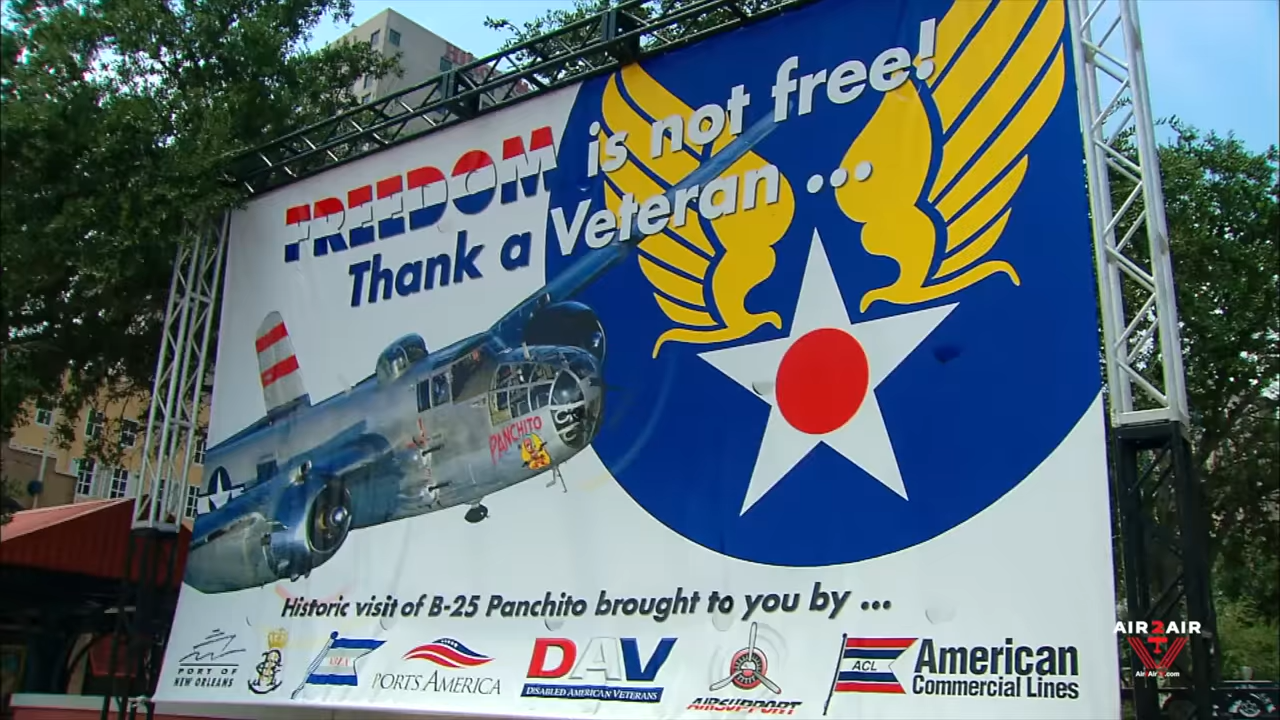 FREEDOM is not free!
Thank a Veteran ...
PANCHITO
Historic visit of B-25 Panchito brought to you by ...
PORT OF
NEW ORLEANS
PORTS AMERICA
DAV
DISABLED AMERICAN VETERANS
AIRSUPPORT
ACL
American
Commercial Lines
AIR2AIR
TV